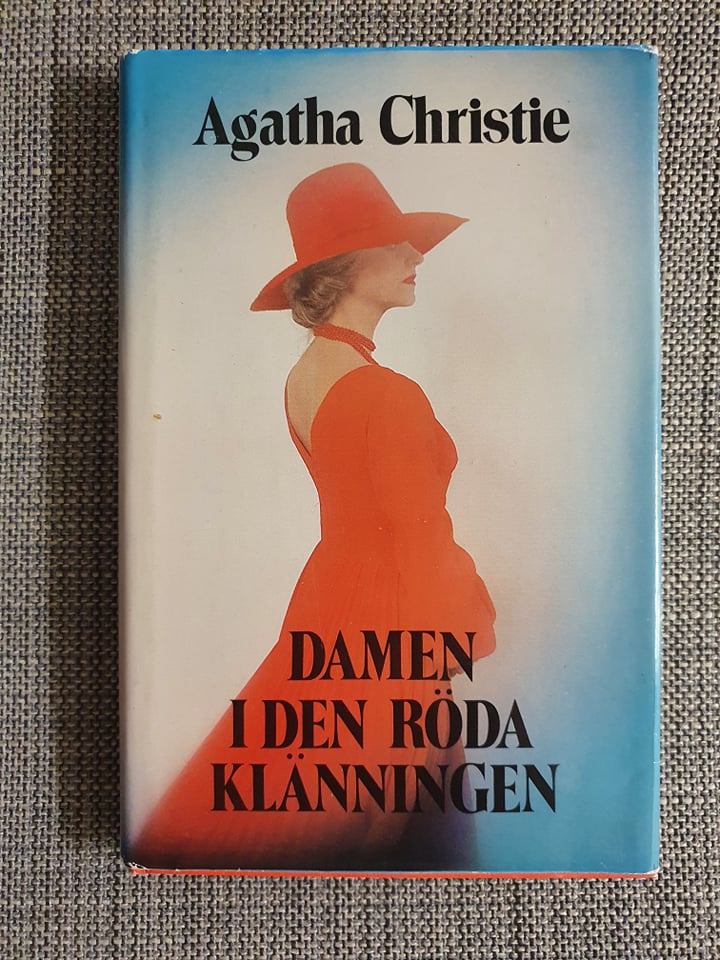 Agatha Christie
DAMEN
I DEN RÖDA
KLÄNNINGEN